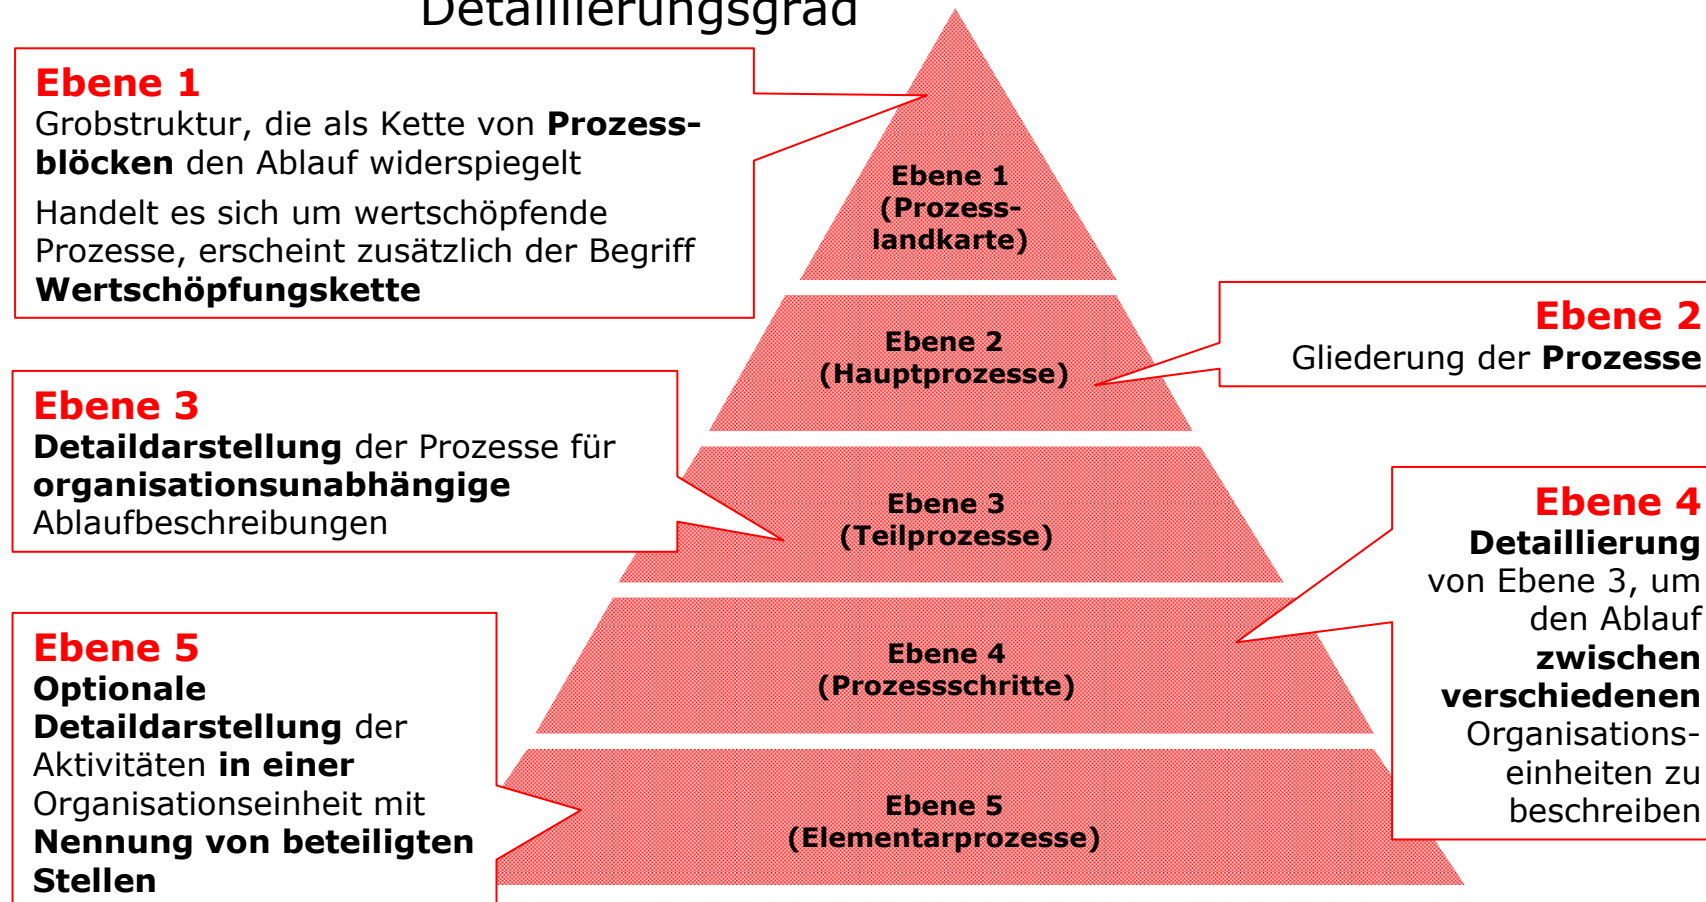 Detaillierungsgrad
Ebene 1
Grobstruktur, die als Kette von Prozess-
blöcken den Ablauf widerspiegelt
Handelt es sich um wertschöpfende
Prozesse, erscheint zusätzlich der Begriff
Wertschöpfungskette
Ebene 1
(Prozess-
landkarte)
Ebene 2
(Hauptprozesse)
Ebene 2
Gliederung der Prozesse
Ebene 3
Detaildarstellung der Prozesse für
organisationsunabhängige
Ablaufbeschreibungen
Ebene 3
(Teilprozesse)
Ebene 4
Detaillierung
von Ebene 3, um
den Ablauf
zwischen
verschiedenen
Organisations-
einheiten zu
beschreiben
Ebene 4
(Prozessschritte)
Ebene 5
Optionale
Detaildarstellung der
Aktivitäten in einer
Organisationseinheit mit
Nennung von beteiligten
Stellen
Ebene 5
(Elementarprozesse)